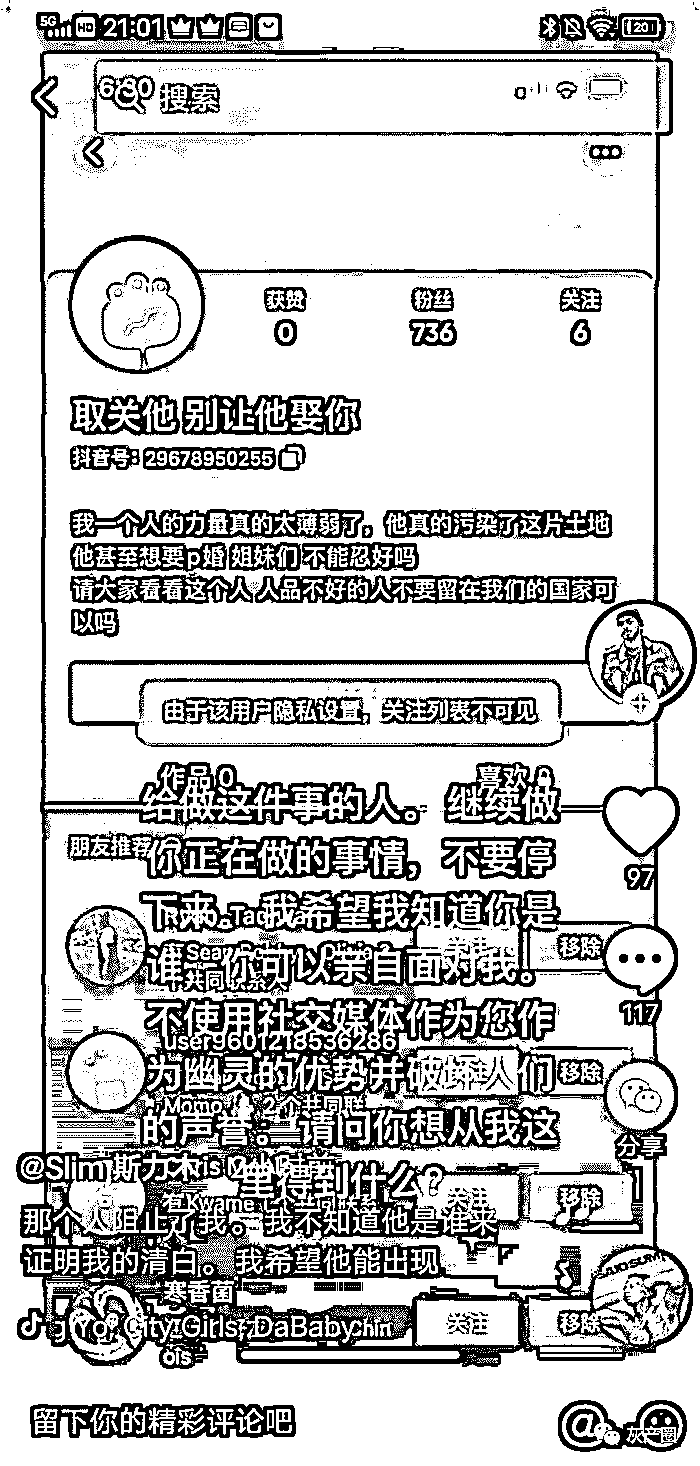 5G HD 21:01 20
6:30 搜索
获赞 粉丝 关注
0 736 6
取关他 别让他娶你
抖音号: 29678950255
我一个人的力量真的太薄弱了，他真的污染了这片土地
他甚至想要p婚 姐妹们 不能忍好吗
请大家看看这个人 人品不好的人不要留在我们的国家可
以吗
由于该用户隐私设置，关注列表不可见
作品 0 喜欢
给做这件事的人。 继续做
97
朋友推荐
你正在做的事情，不要停
下来。 我希望我知道你是
谁 你可以亲自面对我。
移除
117
不使用社交媒体作为您作
user9601218536286
为幽灵的优势并破坏人们
移除
Momo 2个共同联
的声誉： 请问你想从我这
分享
@Slim 斯力木
里得到什么?
移除
那个人阻止了我。 我不知道他是谁来
证明我的清白。 我希望他能出现
City Girls, DaBaby
关注 移除
留下你的精彩评论吧
灰产圈